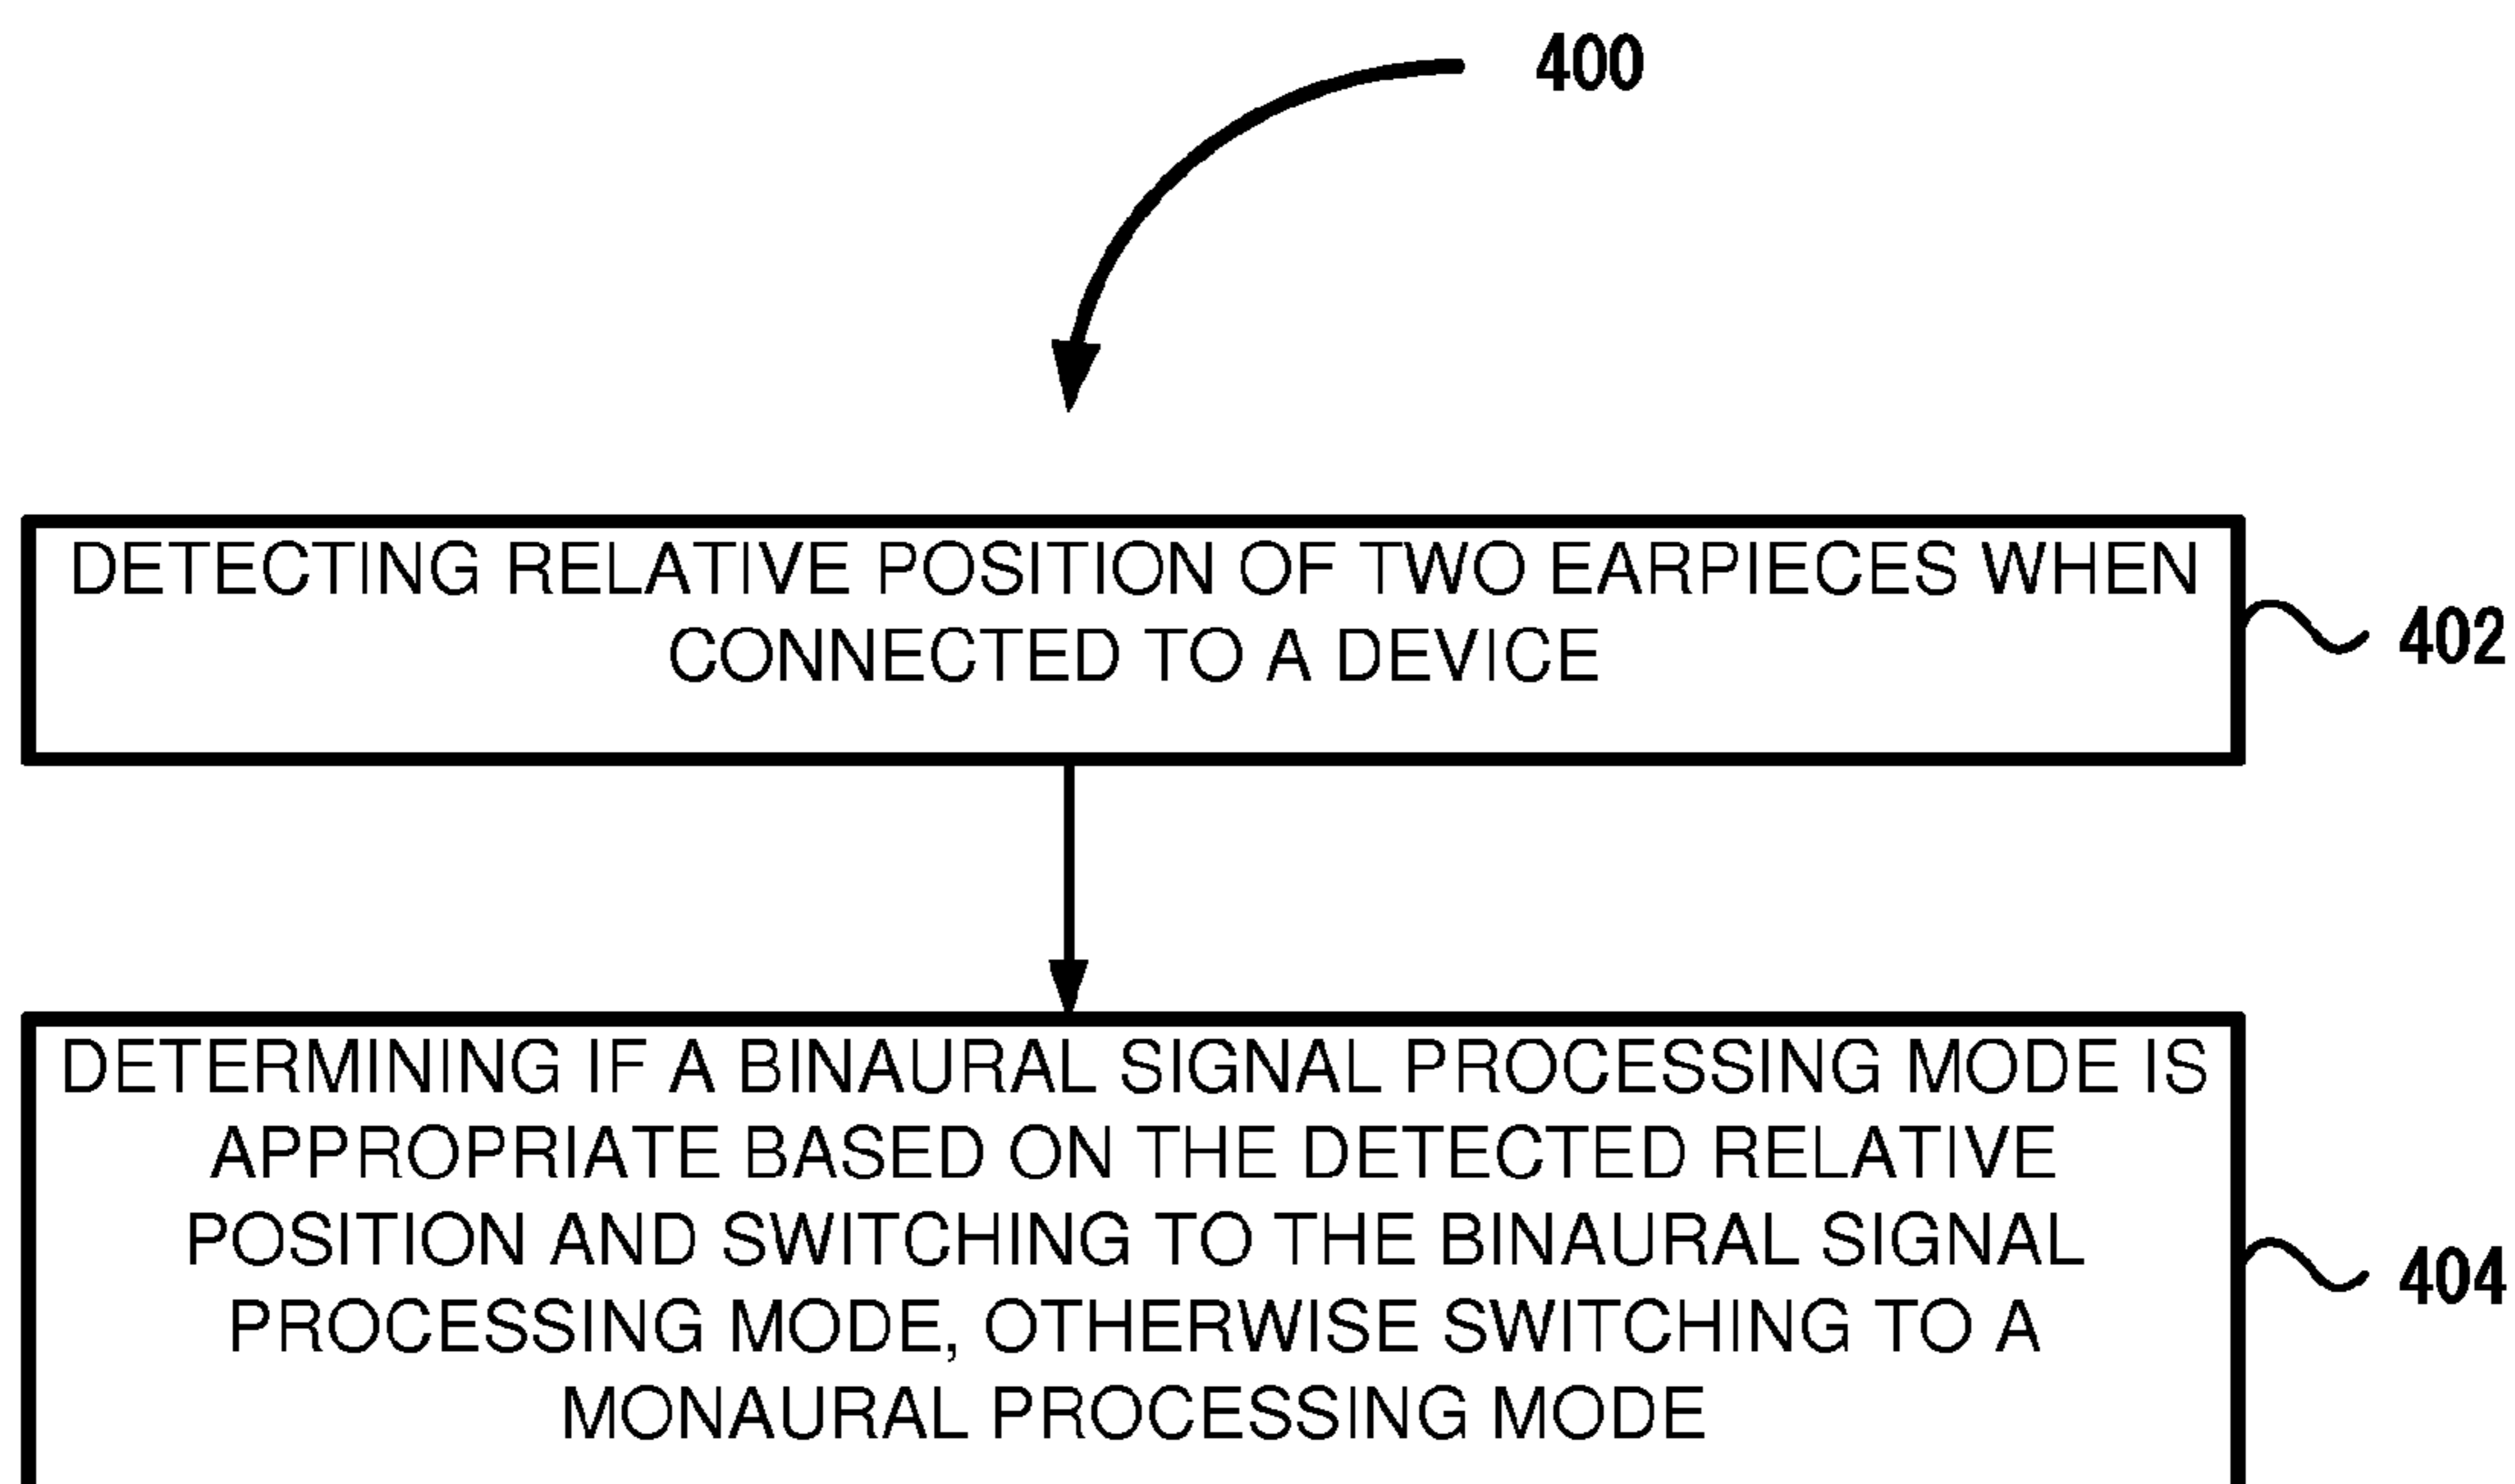 400
DETECTING RELATIVE POSITION OF TWO EARPIECES WHEN
CONNECTED TO A DEVICE
402
DETERMINING IF A BINAURAL SIGNAL PROCESSING MODE IS
APPROPRIATE BASED ON THE DETECTED RELATIVE
POSITION AND SWITCHING TO THE BINAURAL SIGNAL
PROCESSING MODE, OTHERWISE SWITCHING TO A
MONAURAL PROCESSING MODE
404